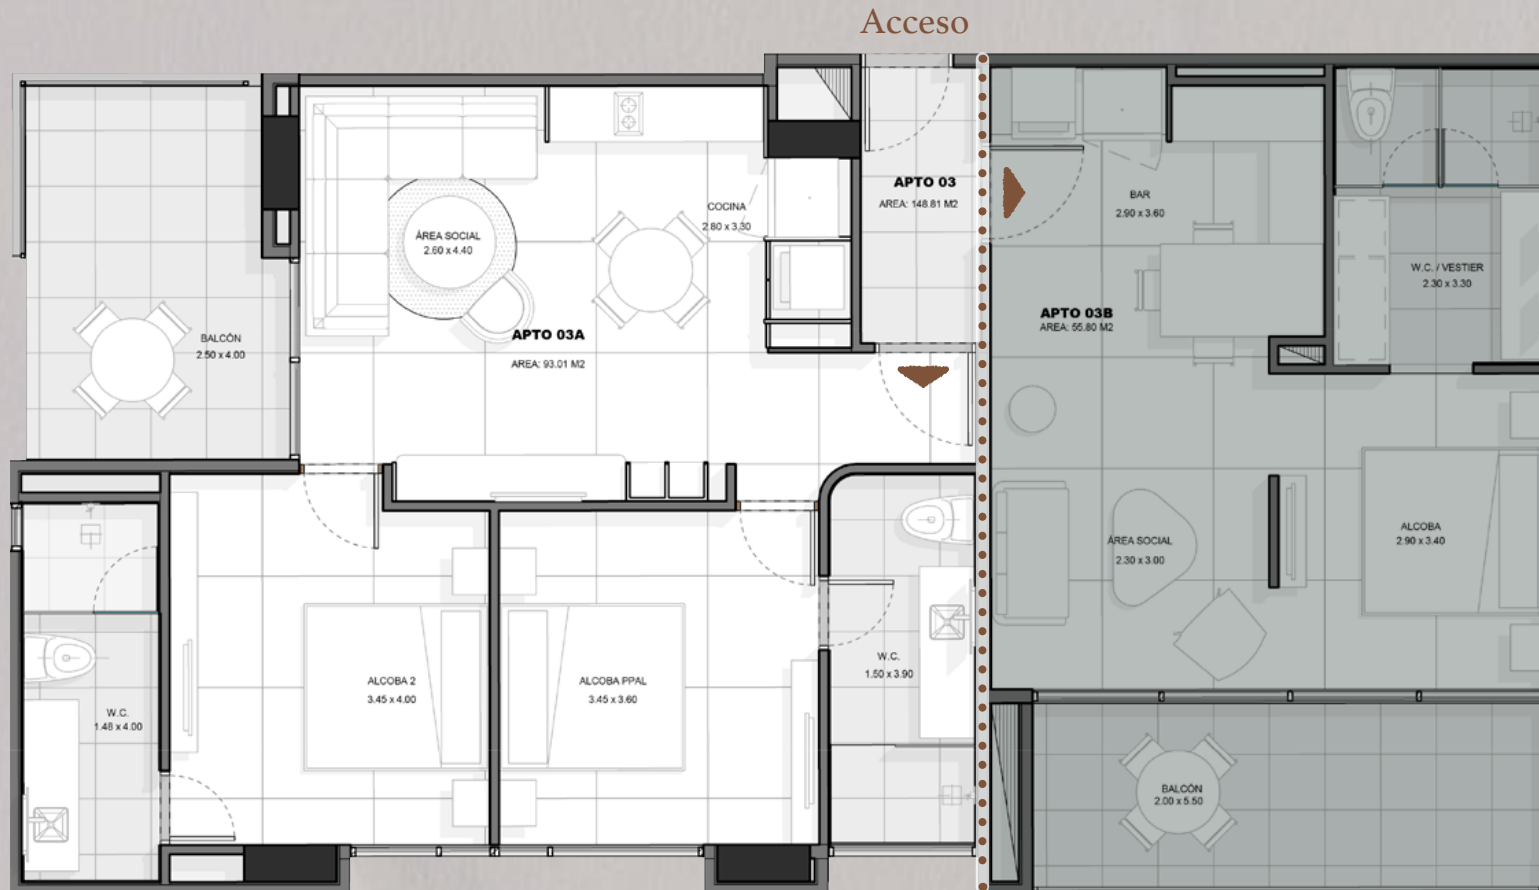 Acceso
APTO 03
AREA: 148.81 M2
BAR
2.90 x 3.60
COCINA
2.80 x 3.30
ÁREA SOCIAL
2.60 x 4.40
W.C. / VESTIER
2.30 x 3.30
APTO 03B
AREA: 55.80 M2
BALCÓN
2.50 x 4.00
APTO 03A
AREA: 93.01 M2
ÁREA SOCIAL
2.30 x 3.00
ALCOBA
2.90 x 3.40
W.C.
1.50 x 3.90
ALCOBA 2
3.45 x 4.00
ALCOBA PPAL
3.45 x 3.60
W.C.
1.48 x 4.00
BALCÓN
2.00 x 5.50